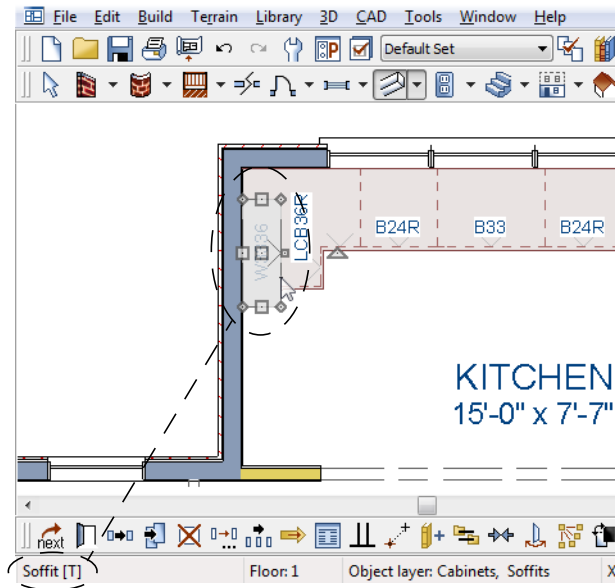 File Edit Build Terrain Library 3D CAD Tools Window Help
P Default Set
LCB36R
B24R B33 B24R
KITCHEN
15'-0" x 7'-7"
next
Soffit [T] Floor: 1 Object layer: Cabinets, Soffits X